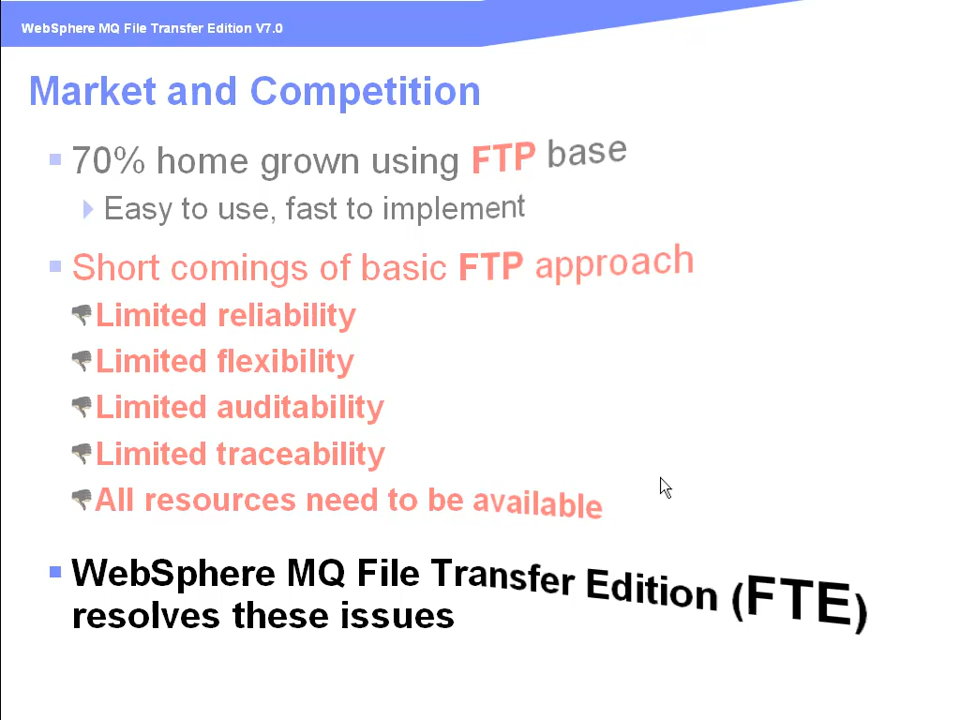 WebSphere MQ File Transfer Edition V7.0
Market and Competition
70% home grown using FTP base
Easy to use, fast to implement
Short comings of basic FTP approach
Limited reliability
Limited flexibility
Limited auditability
Limited traceability
All resources need to be available
WebSphere MQ File Transfer Edition (FTE)
resolves these issues